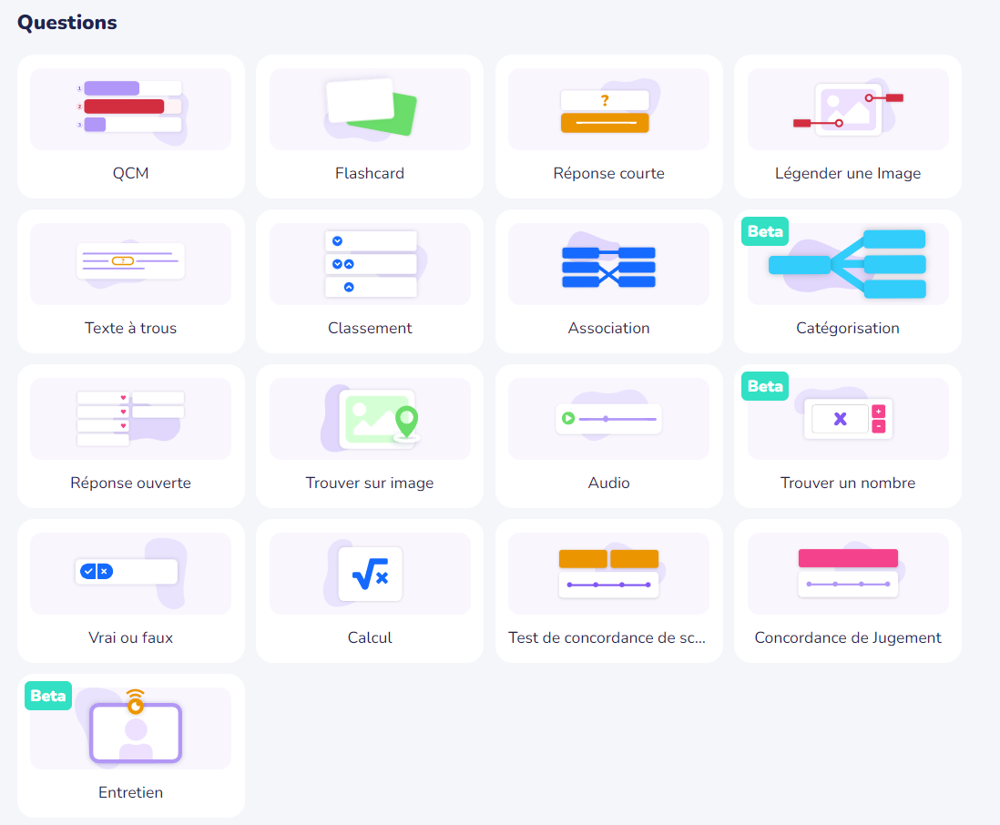 Questions
QCM
Flashcard
Réponse courte
Légender une Image
Texte à trous
Classement
Association
Beta
Catégorisation
Réponse ouverte
Trouver sur image
Audio
Beta
Trouver un nombre
Vrai ou faux
Calcul
Test de concordance de sc...
Concordance de Jugement
Beta
Entretien